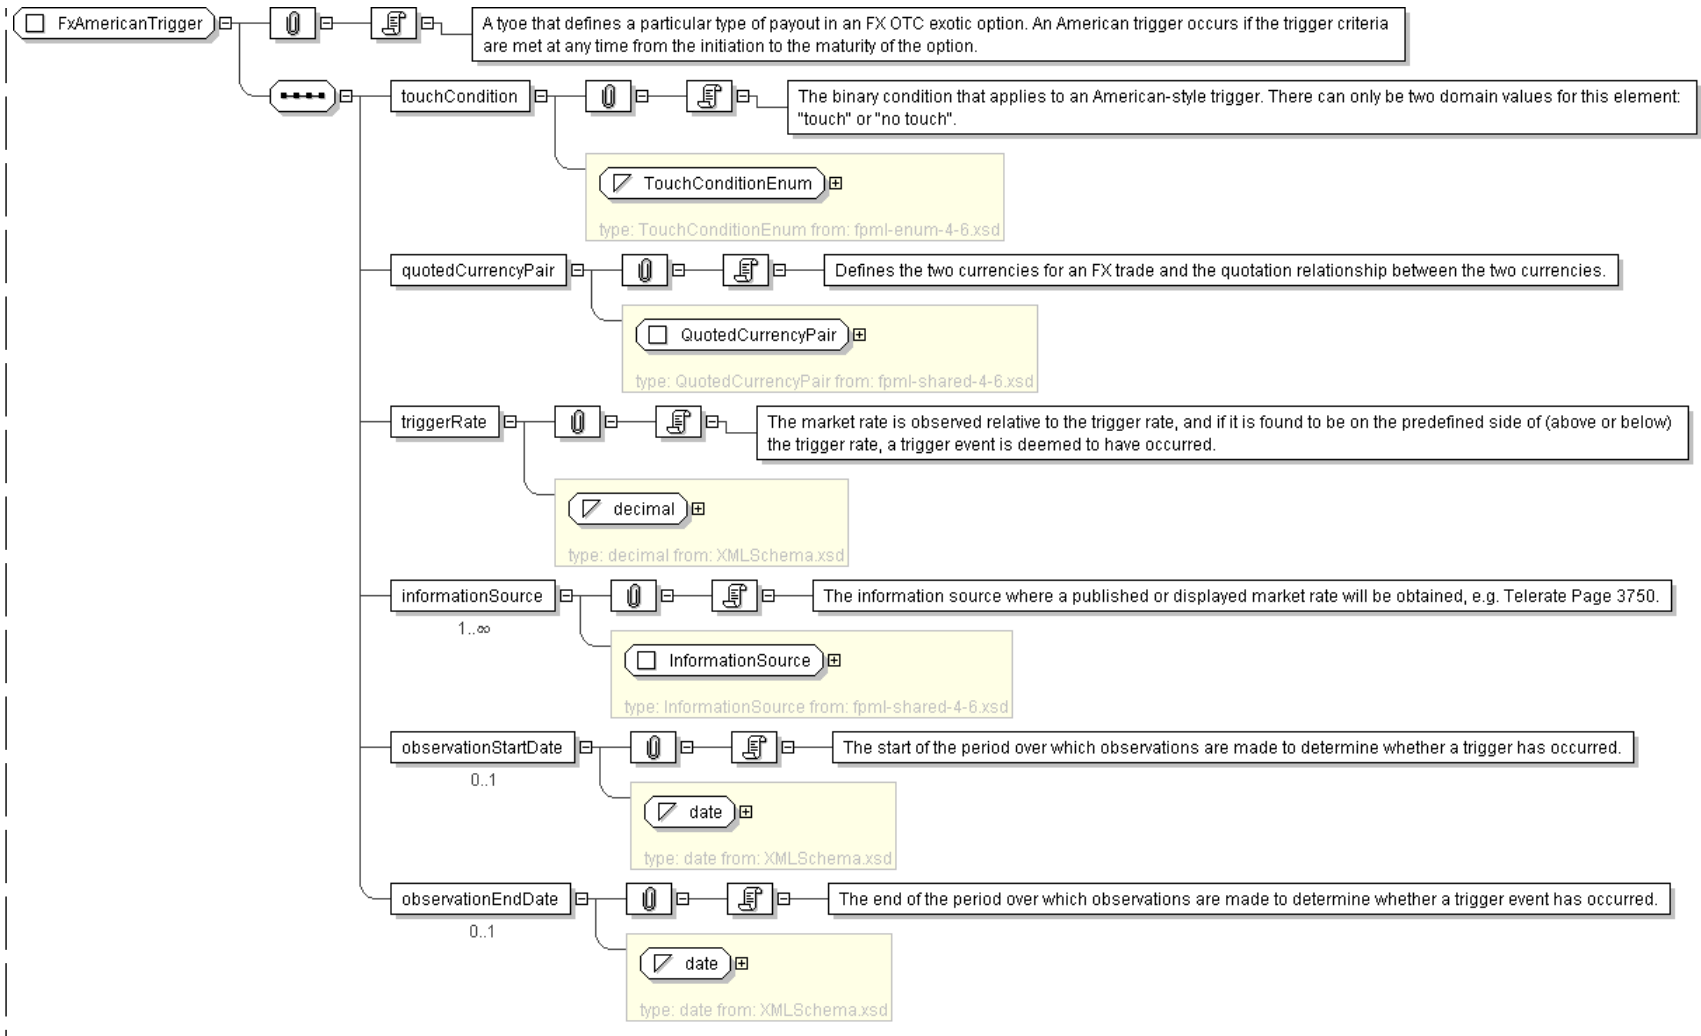 FxAmericanTrigger
A tyoe that defines a particular type of payout in an FX OTC exotic option. An American trigger occurs if the trigger criteria
are met at any time from the initiation to the maturity of the option.
touchCondition
The binary condition that applies to an American-style trigger. There can only be two domain values for this element:
"touch" or "no touch".
TouchConditionEnum
type: TouchConditionEnum from: fpml-enum-4-6.xsd
quotedCurrencyPair
Defines the two currencies for an FX trade and the quotation relationship between the two currencies.
QuotedCurrencyPair
type: QuotedCurrencyPair from: fpml-shared-4-6.xsd
triggerRate
The market rate is observed relative to the trigger rate, and if it is found to be on the predefined side of (above or below)
the trigger rate, a trigger event is deemed to have occurred.
decimal
type: decimal from: XMLSchema.xsd
informationSource
The information source where a published or displayed market rate will be obtained, e.g. Telerate Page 3750.
1..∞
InformationSource
type: InformationSource from: fpml-shared-4-6.xsd
observationStartDate
The start of the period over which observations are made to determine whether a trigger has occurred.
0..1
date
type: date from: XMLSchema.xsd
observationEndDate
The end of the period over which observations are made to determine whether a trigger event has occurred.
0..1
date
type: date from: XMLSchema.xsd